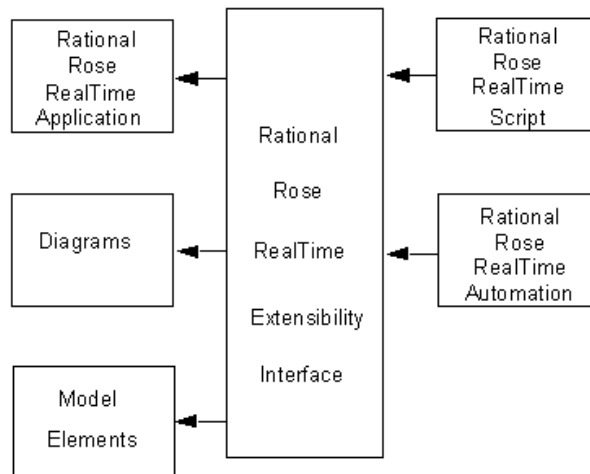 Rational
Rose
RealTime
Application
Diagrams
Model
Elements
Rational
Rose
RealTime
Extensibility
Interface
Rational
Rose
RealTime
Script
Rational
Rose
RealTime
Automation